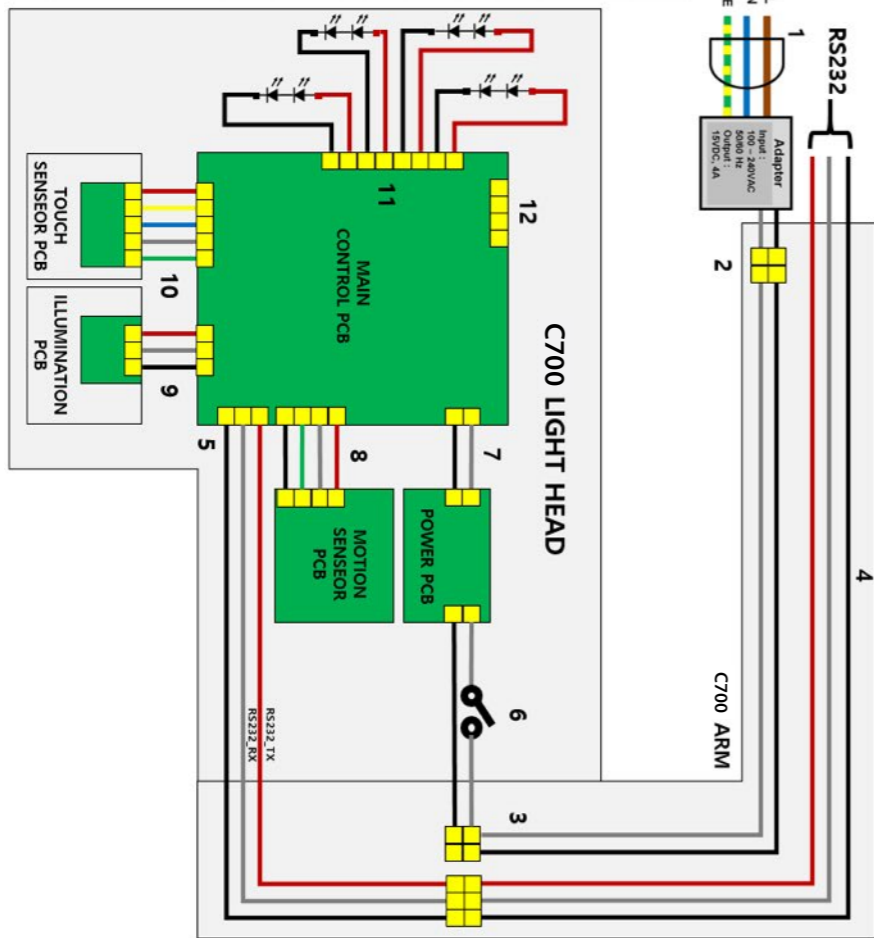 L
N
E
1
RS232
Adapter
Input :
100 – 240VAC
50/60 Hz
Output :
15VDC, 4A
2
4
C700 ARM
C700 LIGHT HEAD
12
11
MAIN
CONTROL PCB
TOUCH
SENSEOR PCB
10
ILLUMINATION
PCB
9
5
8
7
MOTION
SENSEOR
PCB
POWER PCB
6
RS232_TX
RS232_RX
3